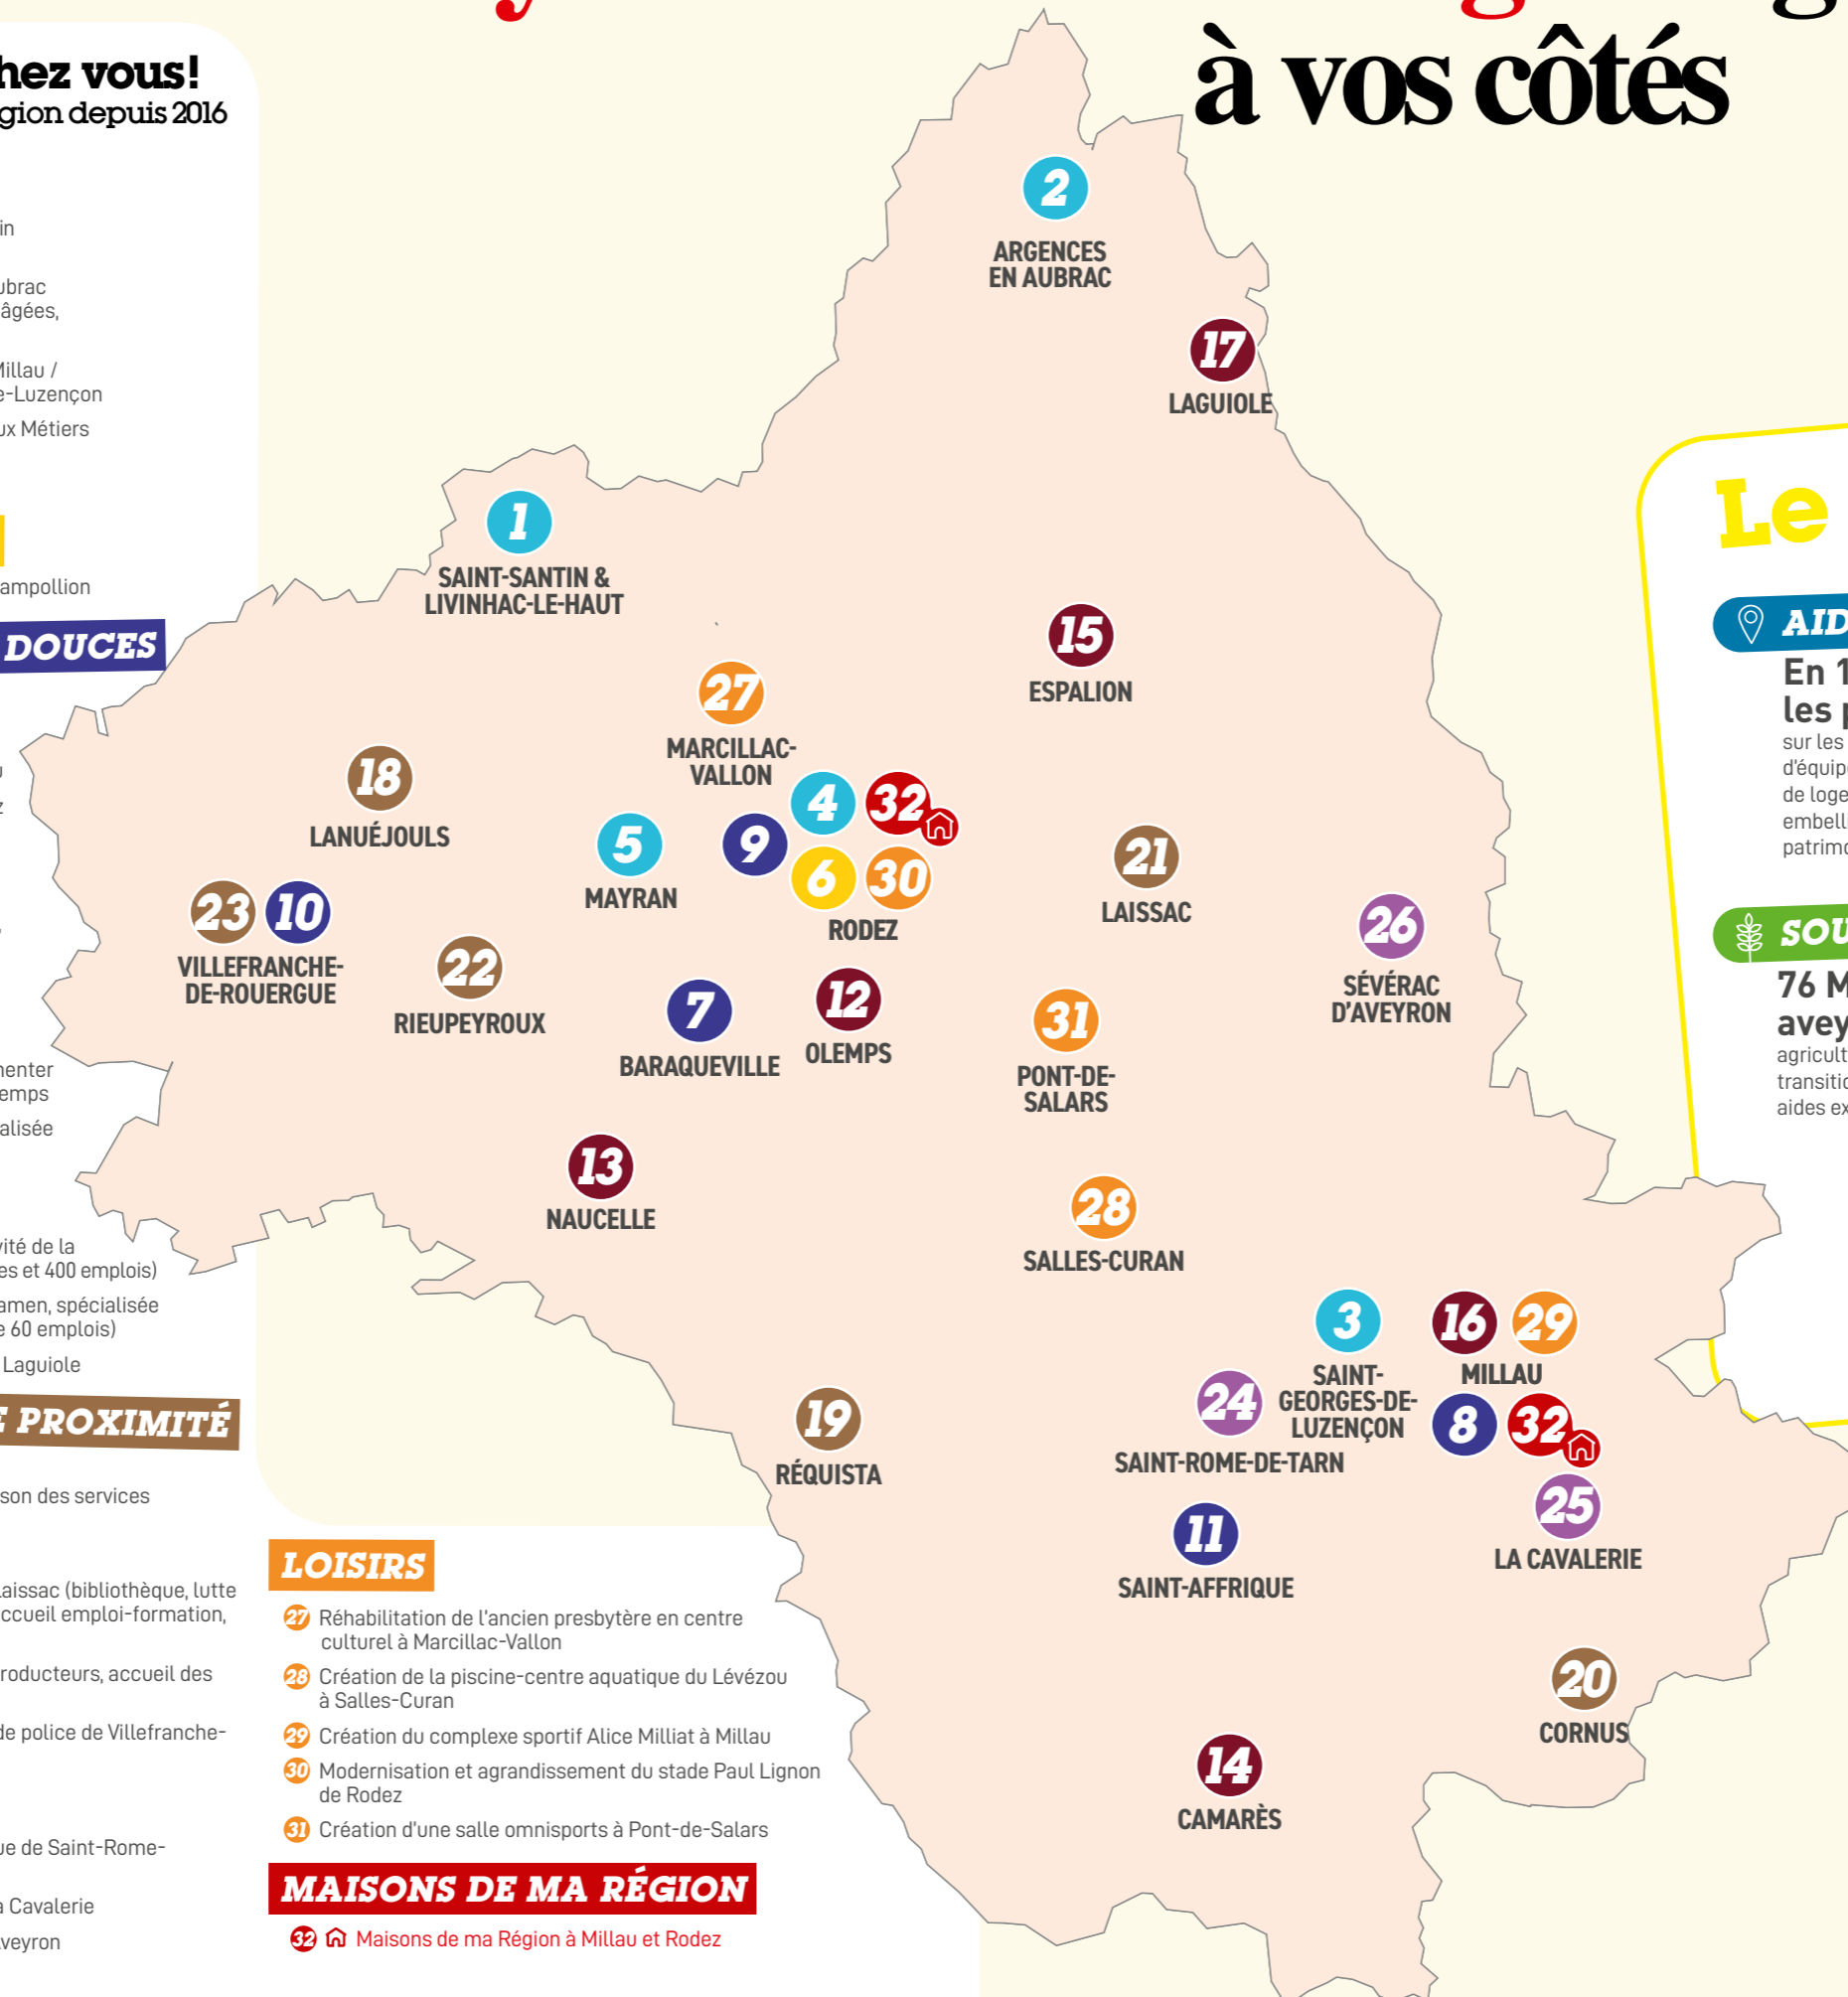 à vos côtés
hez vous!
gion depuis 2016
in
ubrac
âgées,
Millau /
e-Luzençon
ux Métiers
ampollion
DOUCES
u
z
menter
emps
alisée
vité de la
es et 400 emplois)
amen, spécialisée
e 60 emplois)
Laguiole
E PROXIMITÉ
son des services
Laissac (bibliothèque, lutte
ccueil emploi-formation,
roducteurs, accueil des
de police de Villefranche-
ue de Saint-Rome-
a Cavalerie
Aveyron
LOISIRS
27 Réhabilitation de l'ancien presbytère en centre
culturel à Marcillac-Vallon
28 Création de la piscine-centre aquatique du Lévézou
à Salles-Curan
29 Création du complexe sportif Alice Milliat à Millau
30 Modernisation et agrandissement du stade Paul Lignon
de Rodez
31 Création d'une salle omnisports à Pont-de-Salars
MAISONS DE MA RÉGION
32 Maisons de ma Région à Millau et Rodez
2
ARGENCES
EN AUBRAC
17
LAGUIOLE
1
SAINT-SANTIN &
LIVINHAC-LE-HAUT
15
ESPALION
27
MARCILLAC-
VALLON
18
LANUÉJOULS
5
MAYRAN
9 4 32
6 30
RODEZ
21
LAISSAC
23 10
VILLEFRANCHE-
DE-ROUERGUE
22
RIEUPEYROUX
7
BARAQUEVILLE
12
OLEMPS
31
PONT-DE-
SALARS
26
SÉVÉRAC
D'AVEYRON
13
NAUCELLE
28
SALLES-CURAN
3
SAINT-
GEORGES-DE-
LUZENÇON
16 29
MILLAU
8 32
24
SAINT-ROME-DE-TARN
19
RÉQUISTA
25
LA CAVALERIE
11
SAINT-AFFRIQUE
20
CORNUS
14
CAMARÈS
Le
AID
En 1
les p
sur les
d'équip
de loge
embell
patrimo
SOU
76 M
avey
agricult
transitio
aides ex